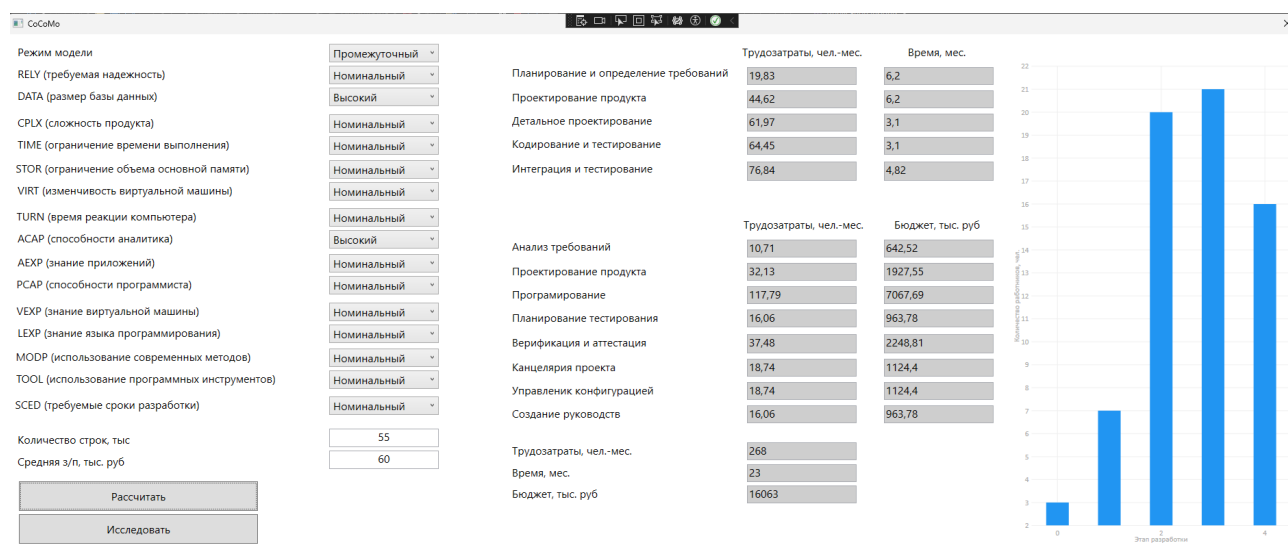 CoCoMo
Режим модели Промежуточный
RELY (требуемая надежность) Номинальный
DATA (размер базы данных) Высокий
CPLX (сложность продукта) Номинальный
TIME (ограничение времени выполнения) Номинальный
STOR (ограничение объема основной памяти) Номинальный
VIRT (изменчивость виртуальной машины) Номинальный
TURN (время реакции компьютера) Номинальный
ACAP (способности аналитика) Высокий
AEXP (знание приложений) Номинальный
PCAP (способности программиста) Номинальный
VEXP (знание виртуальной машины) Номинальный
LEXP (знание языка программирования) Номинальный
MODP (использование современных методов) Номинальный
TOOL (использование программных инструментов) Номинальный
SCED (требуемые сроки разработки) Номинальный
Количество строк, тыс 55
Средняя з/п, тыс. руб 60
Рассчитать
Исследовать
Трудозатраты, чел.-мес. Время, мес.
Планирование и определение требований 19,83 6,2
Проектирование продукта 44,62 6,2
Детальное проектирование 61,97 3,1
Кодирование и тестирование 64,45 3,1
Интеграция и тестирование 76,84 4,82
Трудозатраты, чел.-мес. Бюджет, тыс. руб
Анализ требований 10,71 642,52
Проектирование продукта 32,13 1927,55
Програмирование 117,79 7067,69
Планирование тестирования 16,06 963,78
Верификация и аттестация 37,48 2248,81
Канцелярия проекта 18,74 1124,4
Управленик конфигурацией 18,74 1124,4
Создание руководств 16,06 963,78
Трудозатраты, чел.-мес. 268
Время, мес. 23
Бюджет, тыс. руб 16063
Количество работников, чел.
22
21
20
19
18
17
16
15
14
13
12
11
10
9
8
7
6
5
4
3
2
0 2 4
Этап разработки